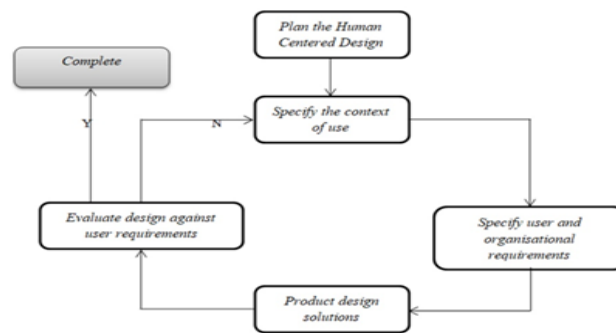 Plan the Human
Centered Design
Complete
Specify the context
of use
Y
N
Evaluate design against
user requirements
Specify user and
organisational
requirements
Product design
solutions